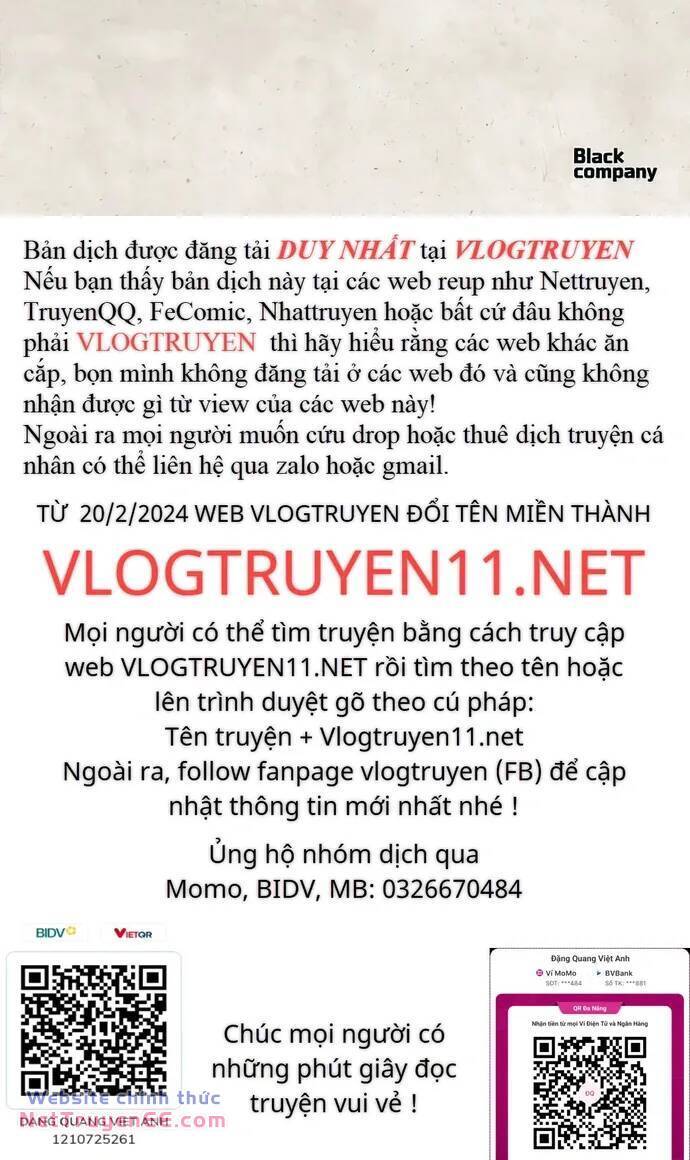 Black
company
Bản dịch được đăng tải DUY NHẤT tại VLOGTRUYEN
Nếu bạn thấy bản dịch này tại các web reup như Nettruyen,
TruyenQQ, FeComic, Nhattruyen hoặc bất cứ đâu không
phải VLOGTRUYEN thì hãy hiểu rằng các web khác ăn
cắp, bọn mình không đăng tải ở các web đó và cũng không
nhận được gì từ view của các web này!
Ngoài ra mọi người muốn cứu drop hoặc thuê dịch truyện cá
nhân có thể liên hệ qua zalo hoặc gmail.
TỪ 20/2/2024 WEB VLOGTRUYEN ĐỔI TÊN MIỀN THÀNH
VLOGTRUYEN11.NET
Mọi người có thể tìm truyện bằng cách truy cập
web VLOGTRUYEN11.NET rồi tìm theo tên hoặc
lên trình duyệt gõ theo cú pháp:
Tên truyện + Vlogtruyen11.net
Ngoài ra, follow fanpage vlogtruyen (FB) để cập
nhật thông tin mới nhất nhé !
Ủng hộ nhóm dịch qua
Momo, BIDV, MB: 0326670484
BIDV VIETQR
Đặng Quang Việt Anh
Ví MoMo BVBank
SĐT: ***484 Số TK: ***881
QR Đa Năng
Nhận tiền từ mọi Ví Điện Tử và Ngân Hàng
ĐQ
Chúc mọi người có
những phút giây đọc
truyện vui vẻ !
Website chính thức
NetTruyenGG.com
DANG QUANG VIET ANH
1210725261